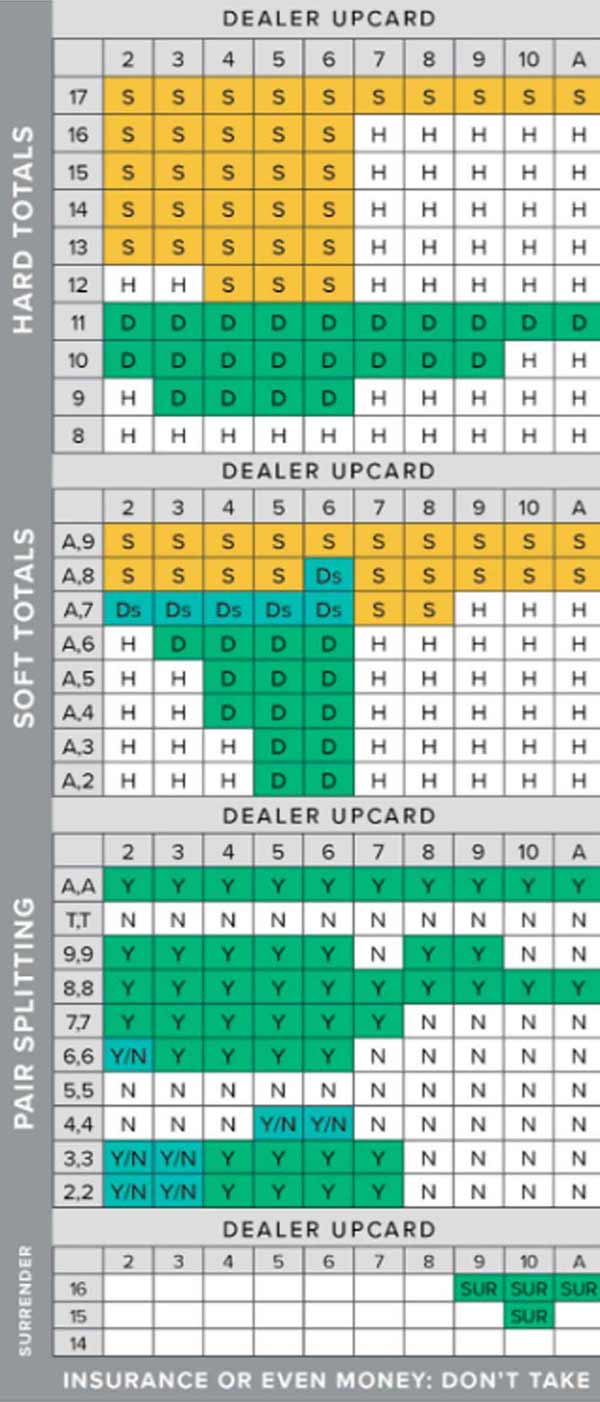 HARD TOTALS
DEALER UPCARD
2 3 4 5 6 7 8 9 10 A
17 S S S S S S S S S S
16 S S S S S H H H H H
15 S S S S S H H H H H
14 S S S S S H H H H H
13 S S S S S H H H H H
12 H H S S S H H H H H
11 D D D D D D D D D D
10 D D D D D D D D H H
9 H D D D D H H H H H
8 H H H H H H H H H H
SOFT TOTALS
DEALER UPCARD
2 3 4 5 6 7 8 9 10 A
A,9 S S S S S S S S S S
A,8 S S S S Ds S S S S S
A,7 Ds Ds Ds Ds Ds S S H H H
A,6 H D D D D H H H H H
A,5 H H D D D H H H H H
A,4 H H D D D H H H H H
A,3 H H H D D H H H H H
A,2 H H H D D H H H H H
PAIR SPLITTING
DEALER UPCARD
2 3 4 5 6 7 8 9 10 A
A,A Y Y Y Y Y Y Y Y Y Y
T,T N N N N N N N N N N
9,9 Y Y Y Y Y N Y Y N N
8,8 Y Y Y Y Y Y Y Y Y Y
7,7 Y Y Y Y Y Y N N N N
6,6 Y/N Y Y Y Y N N N N N
5,5 N N N N N N N N N N
4,4 N N N Y/N Y/N N N N N N
3,3 Y/N Y/N Y Y Y Y N N N N
2,2 Y/N Y/N Y Y Y Y N N N N
SURRENDER
DEALER UPCARD
2 3 4 5 6 7 8 9 10 A
16 SUR SUR SUR
15 SUR
14
INSURANCE OR EVEN MONEY: DON'T TAKE